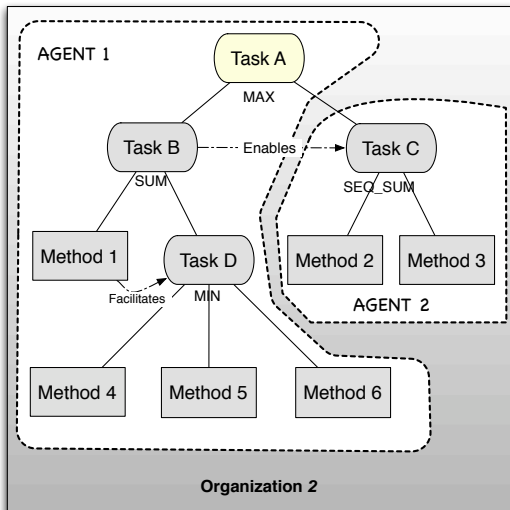 AGENT 1
Task A
MAX
Task B
Enables
Task C
SUM
SEQ_SUM
Method 1
Task D
Method 2
Method 3
Facilitates
MIN
AGENT 2
Method 4
Method 5
Method 6
Organization 2